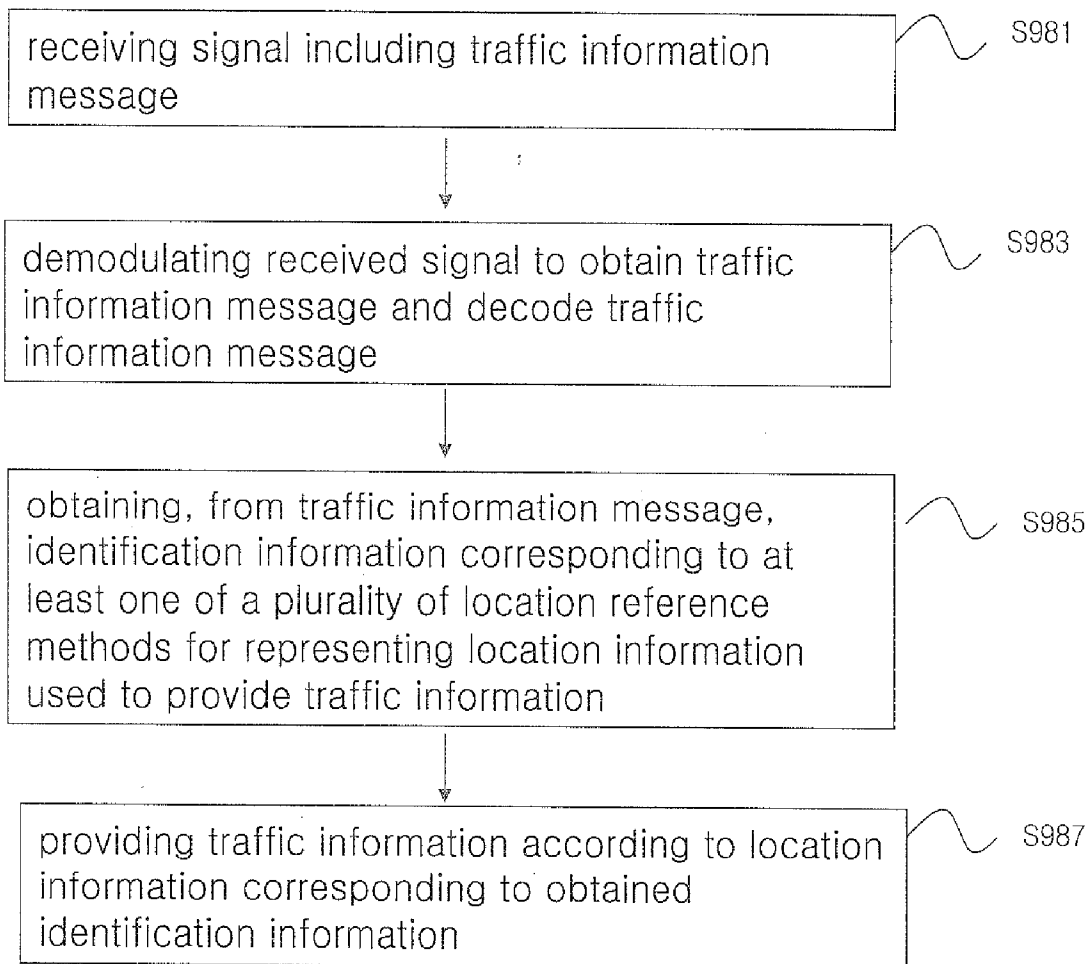 receiving signal including traffic information
message
S981
demodulating received signal to obtain traffic
information message and decode traffic
information message
S983
obtaining, from traffic information message,
identification information corresponding to at
least one of a plurality of location reference
methods for representing location information
used to provide traffic information
S985
providing traffic information according to location
information corresponding to obtained
identification information
S987